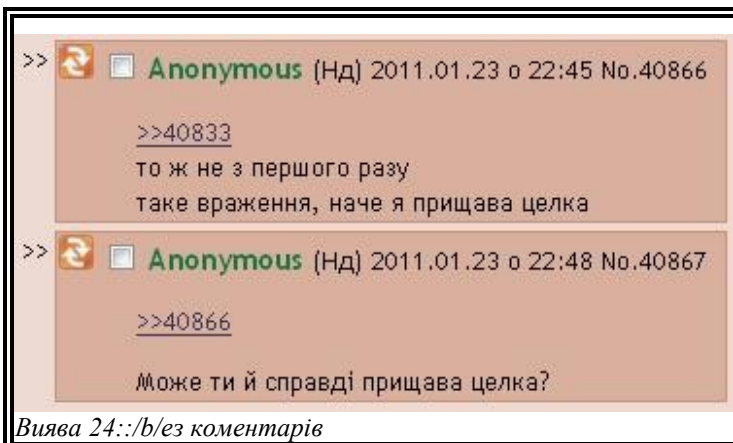 >> Anonymous (Нд) 2011.01.23 о 22:45 No.40866
>>40833
то ж не з першого разу
таке враження, наче я прищава целка
>> Anonymous (Нд) 2011.01.23 о 22:48 No.40867
>>40866
Може ти й справді прищава целка?
Виява 24::/b/ез коментарів